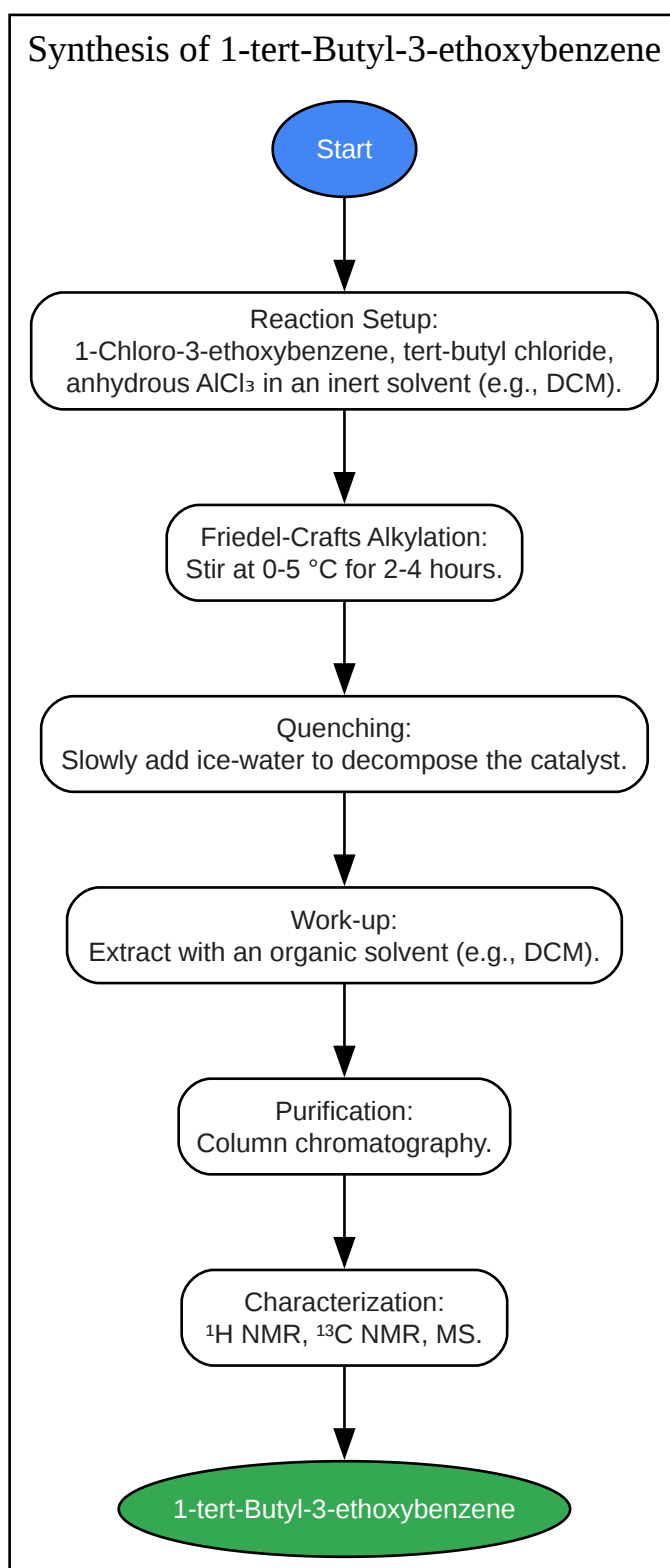 Synthesis of 1-tert-Butyl-3-ethoxybenzene
Start
Reaction Setup:
1-Chloro-3-ethoxybenzene, tert-butyl chloride,
anhydrous AlCl₃ in an inert solvent (e.g., DCM).
Friedel-Crafts Alkylation:
Stir at 0-5 °C for 2-4 hours.
Quenching:
Slowly add ice-water to decompose the catalyst.
Work-up:
Extract with an organic solvent (e.g., DCM).
Purification:
Column chromatography.
Characterization:
¹H NMR, ¹³C NMR, MS.
1-tert-Butyl-3-ethoxybenzene